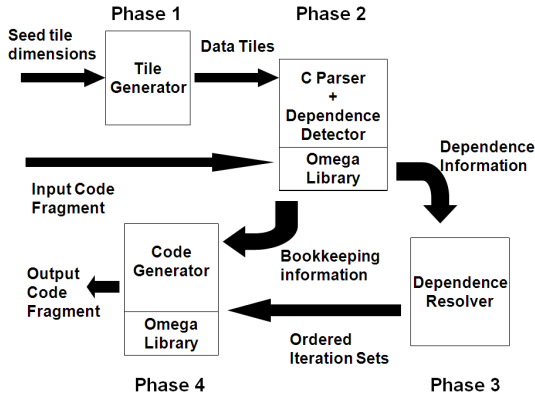 Phase 1
Phase 2
Seed tile
dimensions
Tile
Generator
Data Tiles
C Parser
+
Dependence
Detector
Omega
Library
Input Code
Fragment
Dependence
Information
Code
Generator
Omega
Library
Output
Code
Fragment
Bookkeeping
information
Ordered
Iteration Sets
Dependence
Resolver
Phase 4
Phase 3